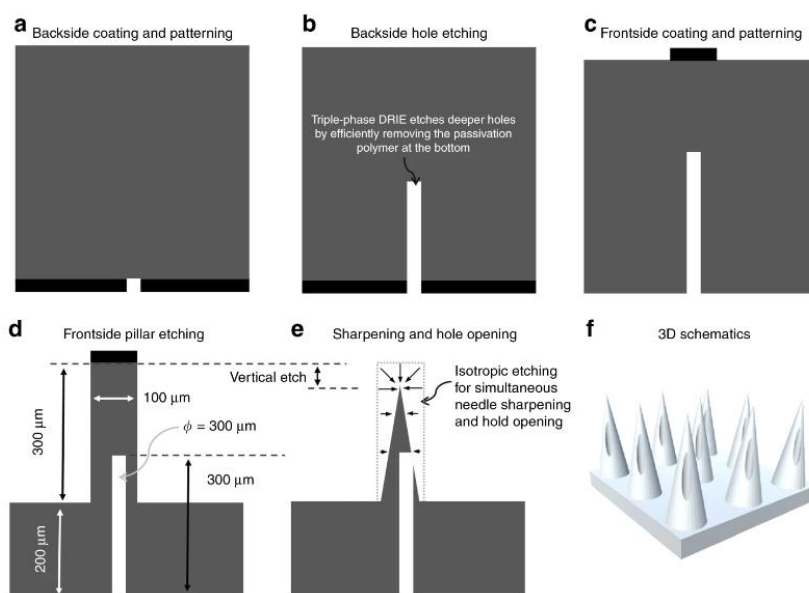 a
Backside coating and patterning
b
Backside hole etching
Triple-phase DRIE etches deeper holes
by efficiently removing the passivation
polymer at the bottom
c
Frontside coating and patterning
d
Frontside pillar etching
300 μm
100 μm
ϕ = 300 μm
300 μm
200 μm
e
Sharpening and hole opening
Vertical etch
Isotropic etching
for simultaneous
needle sharpening
and hold opening
f
3D schematics